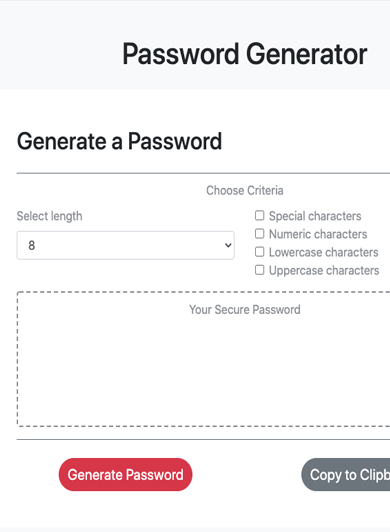 Password Generator
Generate a Password
Choose Criteria
Select length
8
Special characters
Numeric characters
Lowercase characters
Uppercase characters
Your Secure Password
Generate Password
Copy to Clipb